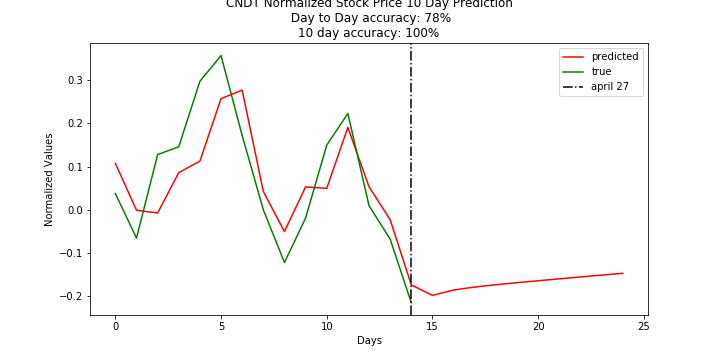 CNDT Normalized Stock Price 10 Day Prediction
Day to Day accuracy: 78%
10 day accuracy: 100%
predicted
true
april 27
Normalized Values
0.3
0.2
0.1
0.0
−0.1
−0.2
0 5 10 15 20 25
Days